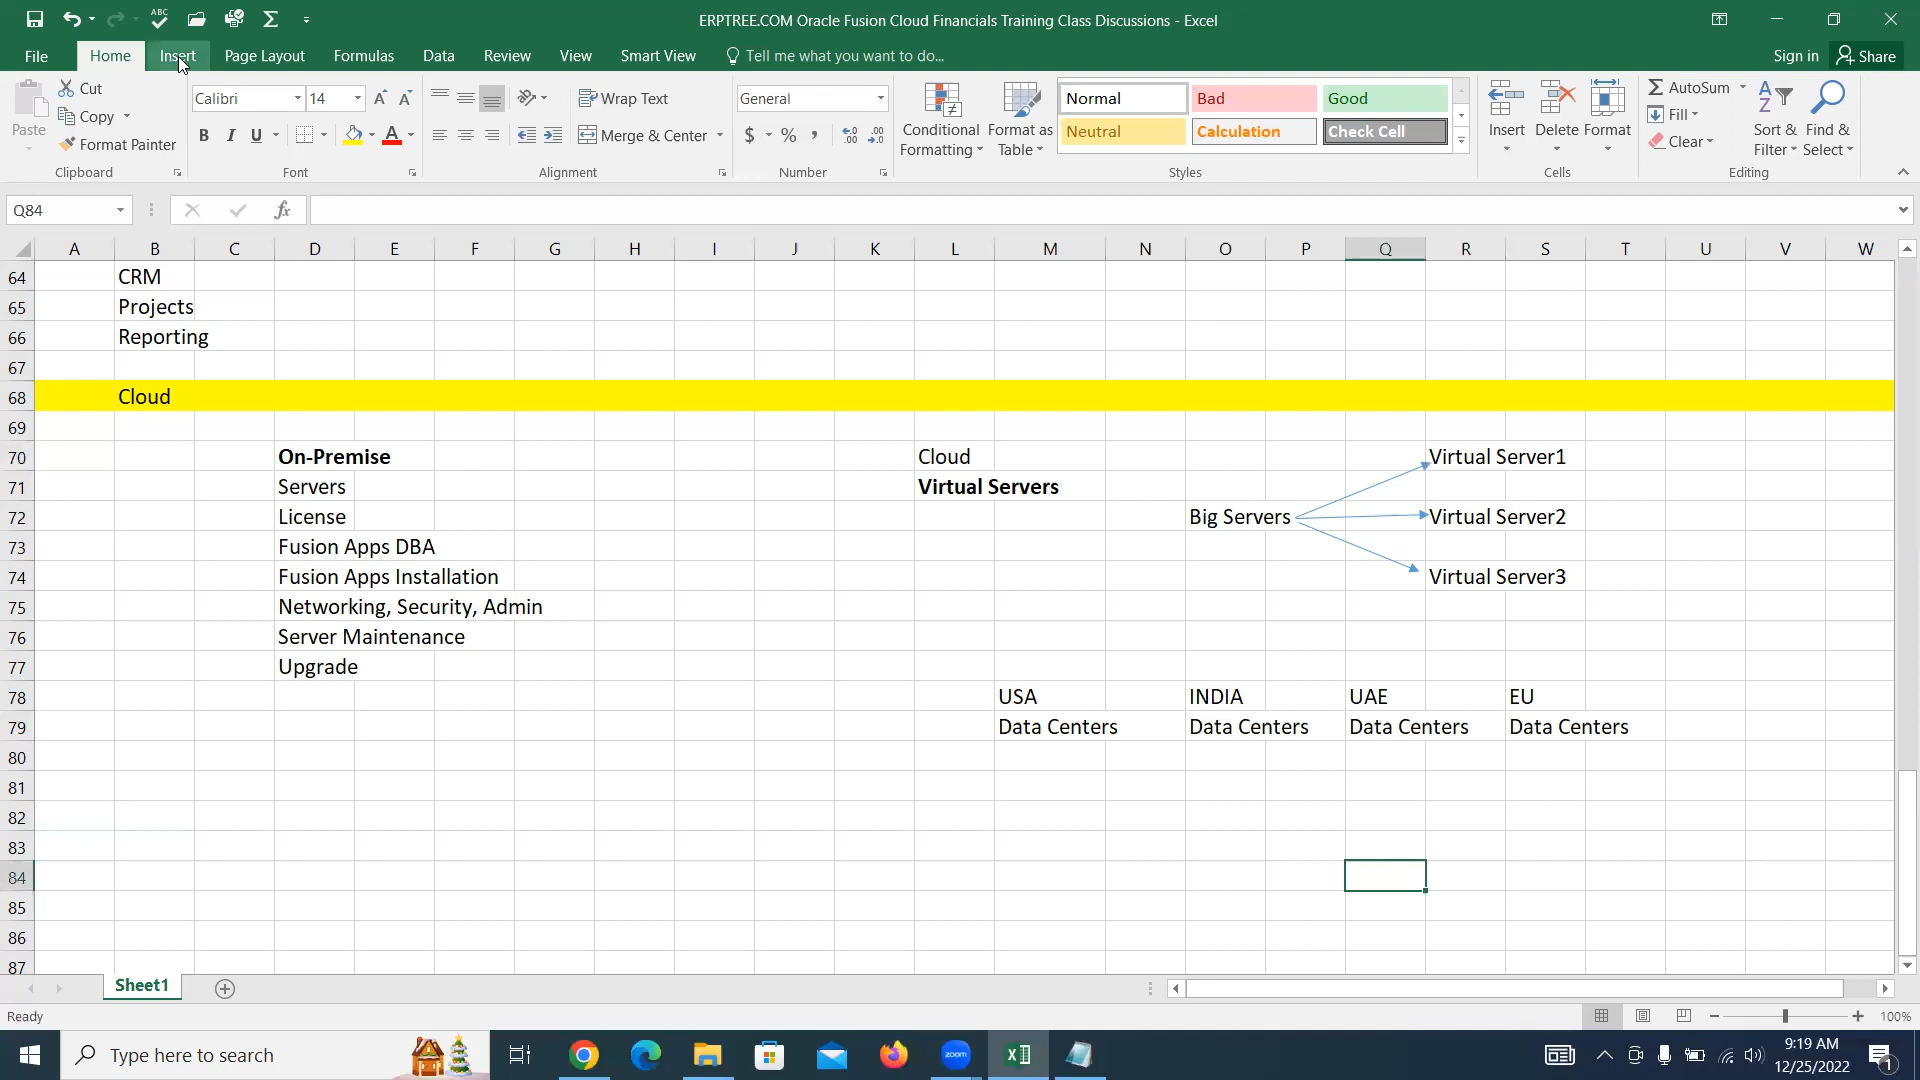 ERPTREE.COM Oracle Fusion Cloud Financials Training Class Discussions - Excel
File Home Insert Page Layout Formulas Data Review View Smart View Tell me what you want to do... Sign in Share
Paste Cut Copy Format Painter Clipboard
Calibri 14 B I U A Font
Wrap Text Merge & Center Alignment
General $ % , Number
Conditional Formatting Format as Table
Normal Bad Good
Neutral Calculation Check Cell
Styles
Insert Delete Format Cells
AutoSum Fill Clear Sort & Filter Find & Select Editing
Q84 fx
A B C D E F G H I J K L M N O P Q R S T U V W
64 CRM
65 Projects
66 Reporting
67
68 Cloud
69
70 On-Premise Cloud Virtual Server1
71 Servers Virtual Servers
72 License Big Servers Virtual Server2
73 Fusion Apps DBA
74 Fusion Apps Installation Virtual Server3
75 Networking, Security, Admin
76 Server Maintenance
77 Upgrade
78 USA INDIA UAE EU
79 Data Centers Data Centers Data Centers Data Centers
80
81
82
83
84
85
86
87
Sheet1
Ready 100%
Type here to search zoom 9:19 AM
12/25/2022 1